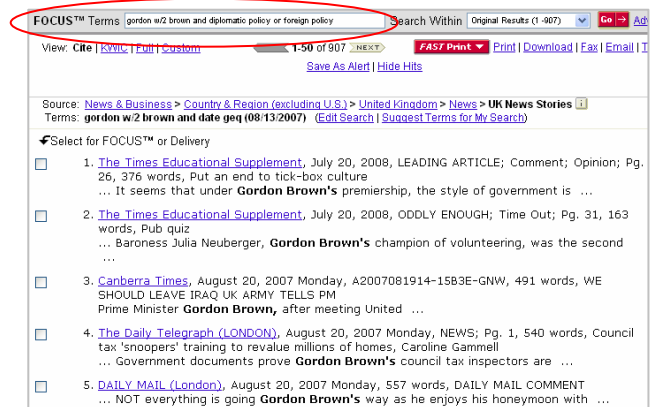 FOCUS™ Terms gordon w/2 brown and diplomatic policy or foreign policy Search Within Original Results (1 -907) Go→
View: Cite | KWIC | Full | Custom 1-50 of 907 NEXT FAST Print Print | Download | Fax | Email |
Save As Alert | Hide Hits
Source: News & Business > Country & Region (excluding U.S.) > United Kingdom > News > UK News Stories i
Terms: gordon w/2 brown and date geq (08/13/2007) (Edit Search | Suggest Terms for My Search)
Select for FOCUS™ or Delivery
1. The Times Educational Supplement, July 20, 2008, LEADING ARTICLE; Comment; Opinion; Pg.
26, 376 words, Put an end to tick-box culture
... It seems that under Gordon Brown's premiership, the style of government is ...
2. The Times Educational Supplement, July 20, 2008, ODDLY ENOUGH; Time Out; Pg. 31, 163
words, Pub quiz
... Baroness Julia Neuberger, Gordon Brown's champion of volunteering, was the second
...
3. Canberra Times, August 20, 2007 Monday, A2007081914-15B3E-GNW, 491 words, WE
SHOULD LEAVE IRAQ UK ARMY TELLS PM
Prime Minister Gordon Brown, after meeting United ...
4. The Daily Telegraph (LONDON), August 20, 2007 Monday, NEWS; Pg. 1, 540 words, Council
tax 'snoopers' training to revalue millions of homes, Caroline Gammell
... Government documents prove Gordon Brown's council tax inspectors are ...
5. DAILY MAIL (London), August 20, 2007 Monday, 557 words, DAILY MAIL COMMENT
... NOT everything is going Gordon Brown's way as he enjoys his honeymoon with ...